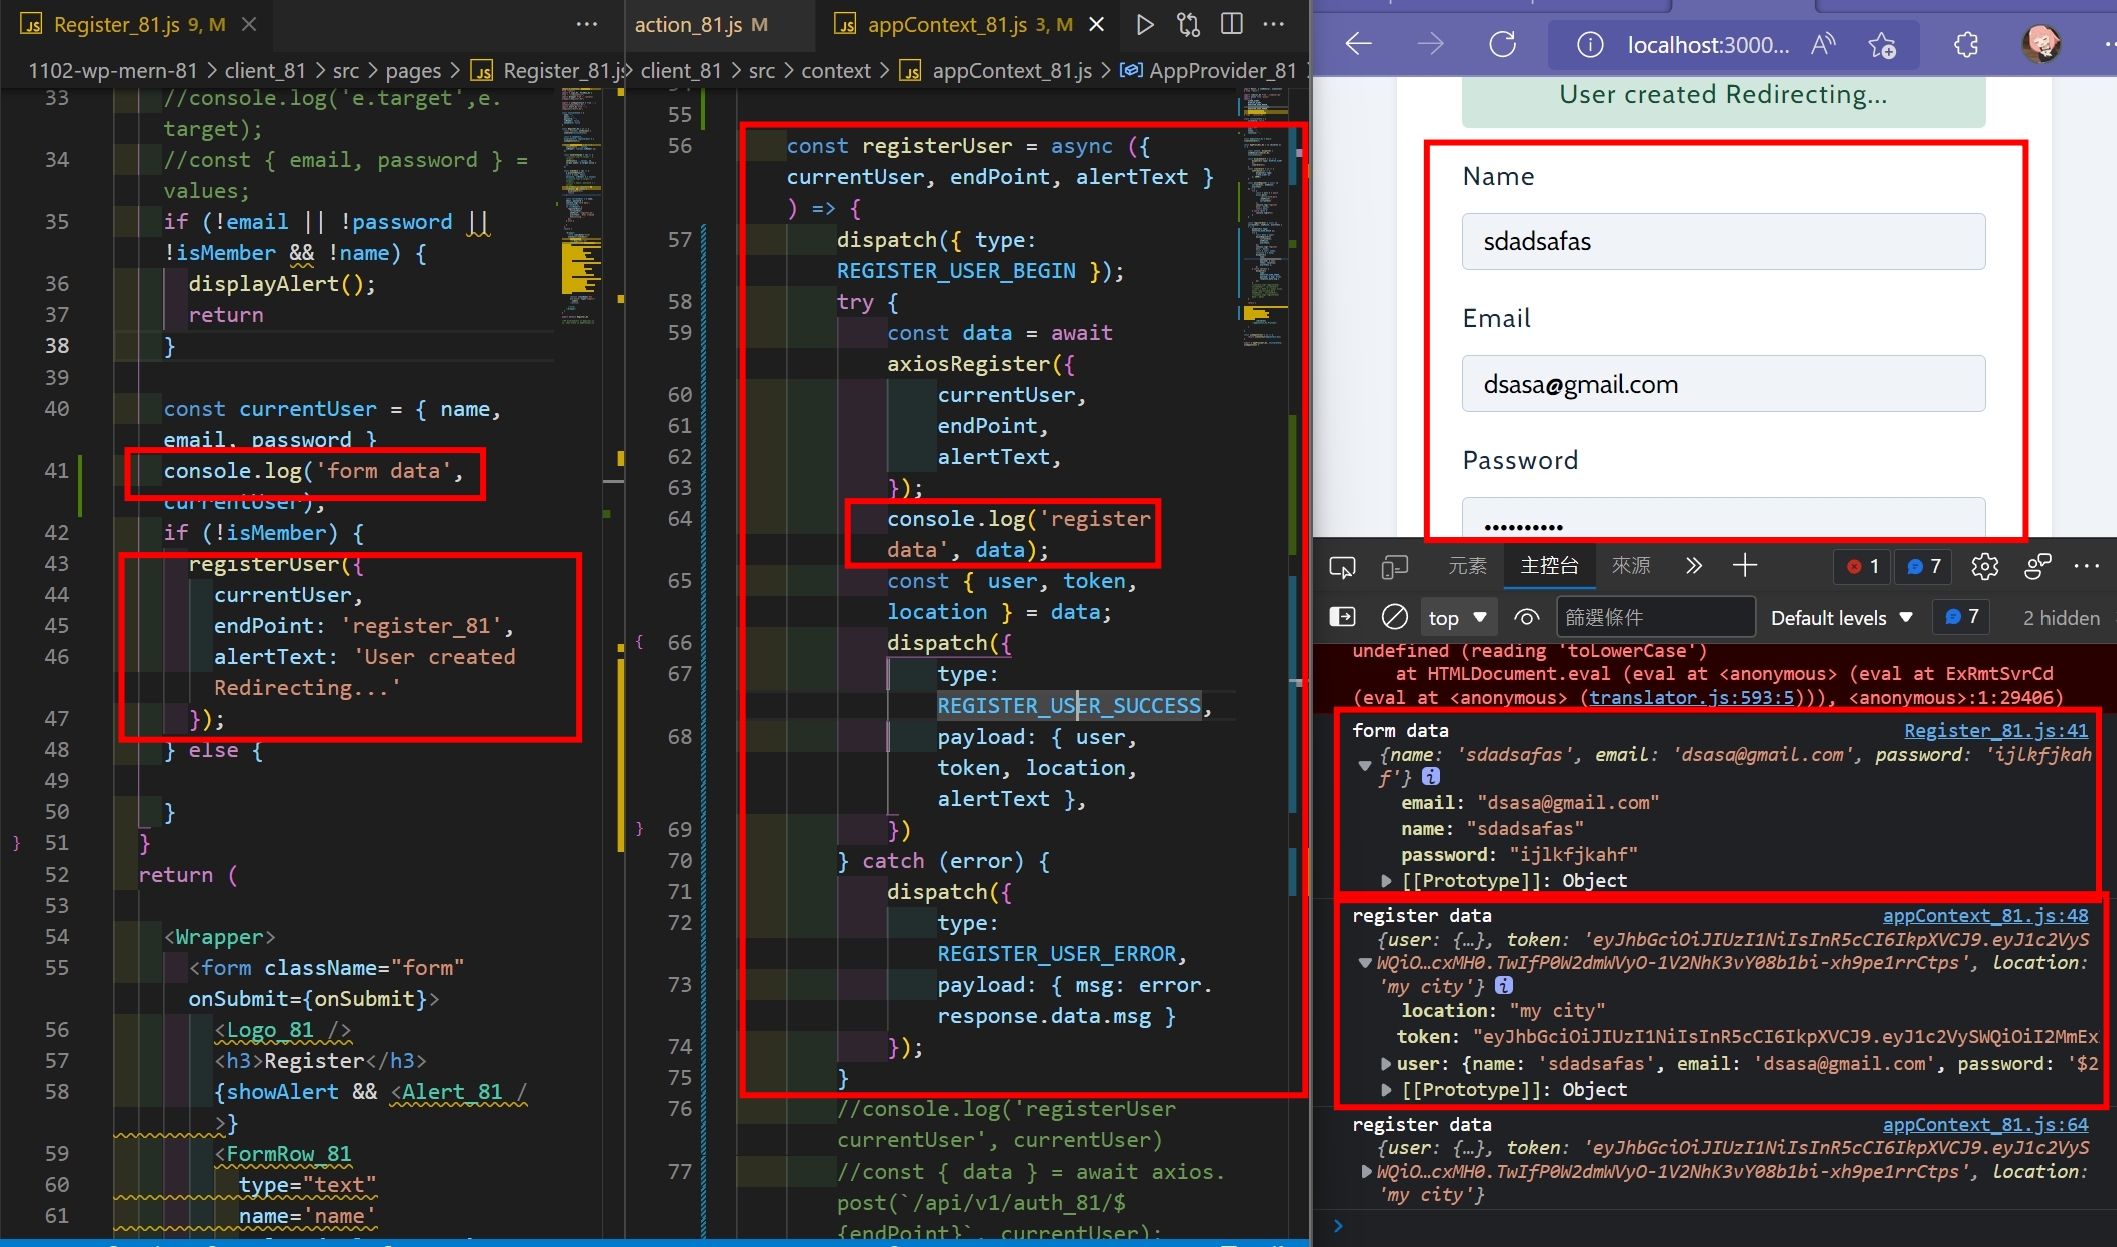 Register_81.js 9, M
1102-wp-mern-81 > client_81 > src > pages > Register_81.js
33 //console.log('e.target',e.
target);
34 //const { email, password } =
values;
35 if (!email || !password ||
!isMember && !name) {
36 displayAlert();
37 return
38 }
39
40 const currentUser = { name,
email, password }
41 console.log('form data',
currentUser);
42 if (!isMember) {
43 registerUser({
44 currentUser,
45 endPoint: 'register_81',
46 alertText: 'User created
Redirecting...'
47 });
48 } else {
49
50 }
51 }
52 return (
53
54 <Wrapper>
55 <form className="form"
onSubmit={onSubmit}>
56 <Logo_81 />
57 <h3>Register</h3>
58 {showAlert && <Alert_81 /
>}
59 <FormRow_81
60 type="text"
61 name='name'
action_81.js M
appContext_81.js 3, M
client_81 > src > context > appContext_81.js > AppProvider_81
55
56 const registerUser = async ({
currentUser, endPoint, alertText }
) => {
57 dispatch({ type:
REGISTER_USER_BEGIN });
58 try {
59 const data = await
axiosRegister({
60 currentUser,
61 endPoint,
62 alertText,
63 });
64 console.log('register
data', data);
65 const { user, token,
location } = data;
66 dispatch({
67 type:
REGISTER_USER_SUCCESS,
68 payload: { user,
token, location,
alertText },
69 })
70 } catch (error) {
71 dispatch({
72 type:
REGISTER_USER_ERROR,
73 payload: { msg: error.
response.data.msg }
74 });
75 }
76 //console.log('registerUser
currentUser', currentUser)
77 //const { data } = await axios.
post(`/api/v1/auth_81/$
{endPoint}`, currentUser);
localhost:3000...
User created Redirecting...
Name
sdadsafas
Email
dsasa@gmail.com
Password
••••••••••
元素 主控台 來源 1 7
top 篩選條件 Default levels 7 2 hidden
undefined (reading 'toLowerCase')
at HTMLDocument.eval (eval at <anonymous> (eval at ExRmtSvrCd
(eval at <anonymous> (translator.js:593:5))), <anonymous>:1:29406)
form data Register_81.js:41
{name: 'sdadsafas', email: 'dsasa@gmail.com', password: 'ijlkfjkah
f'}
email: "dsasa@gmail.com"
name: "sdadsafas"
password: "ijlkfjkahf"
[[Prototype]]: Object
register data appContext_81.js:48
{user: {…}, token: 'eyJhbGciOiJIUzI1NiIsInR5cCI6IkpXVCJ9.eyJ1c2VyS
WQiO…cxMH0.TwIfP0W2dmWVyO-1V2NhK3vY08b1bi-xh9pe1rrCtps', location:
'my city'}
location: "my city"
token: "eyJhbGciOiJIUzI1NiIsInR5cCI6IkpXVCJ9.eyJ1c2VySWQiOiI2MmEx
user: {name: 'sdadsafas', email: 'dsasa@gmail.com', password: '$2
[[Prototype]]: Object
register data appContext_81.js:64
{user: {…}, token: 'eyJhbGciOiJIUzI1NiIsInR5cCI6IkpXVCJ9.eyJ1c2VyS
WQiO…cxMH0.TwIfP0W2dmWVyO-1V2NhK3vY08b1bi-xh9pe1rrCtps', location:
'my city'}